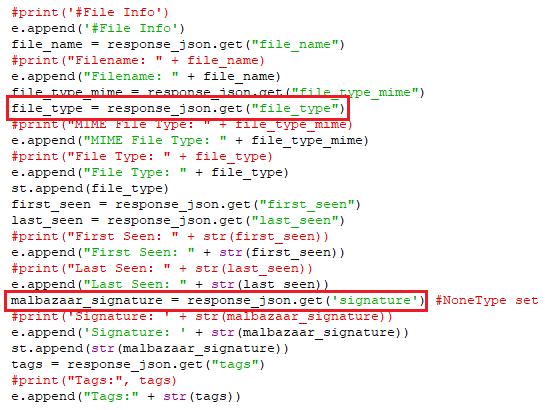 #print('#File Info')
e.append('#File Info')
file_name = response_json.get("file_name")
#print("Filename: " + file_name)
e.append("Filename: " + file_name)
file_type_mime = response_json.get("file_type_mime")
file_type = response_json.get("file_type")
#print("MIME File Type: " + file_type_mime)
e.append("MIME File Type: " + file_type_mime)
#print("File Type: " + file_type)
e.append("File Type: " + file_type)
st.append(file_type)
first_seen = response_json.get("first_seen")
last_seen = response_json.get("last_seen")
#print("First Seen: " + str(first_seen))
e.append("First Seen: " + str(first_seen))
#print("Last Seen: " + str(last_seen))
e.append("Last Seen: " + str(last_seen))
malbazaar_signature = response_json.get('signature') #NoneType set
#print('Signature: ' + str(malbazaar_signature))
e.append('Signature: ' + str(malbazaar_signature))
st.append(str(malbazaar_signature))
tags = response_json.get("tags")
#print("Tags:", tags)
e.append("Tags:" + str(tags))